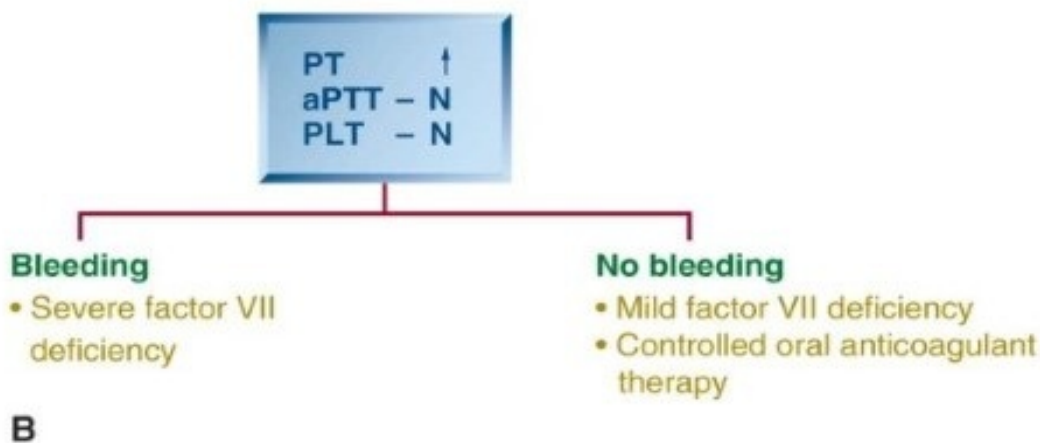 PT ↑
aPTT – N
PLT – N
Bleeding
• Severe factor VII
deficiency
No bleeding
• Mild factor VII deficiency
• Controlled oral anticoagulant
therapy
B